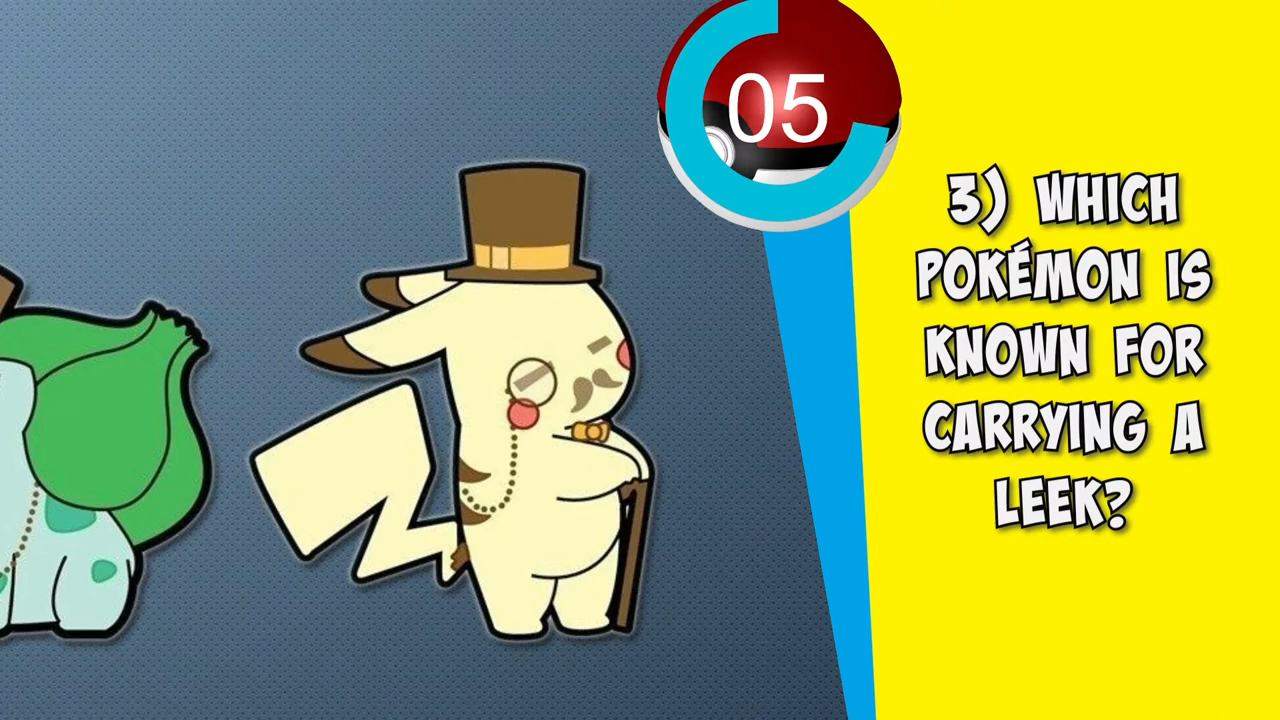 05
3) WHICH
POKÉMON IS
KNOWN FOR
CARRYING A
LEEK?